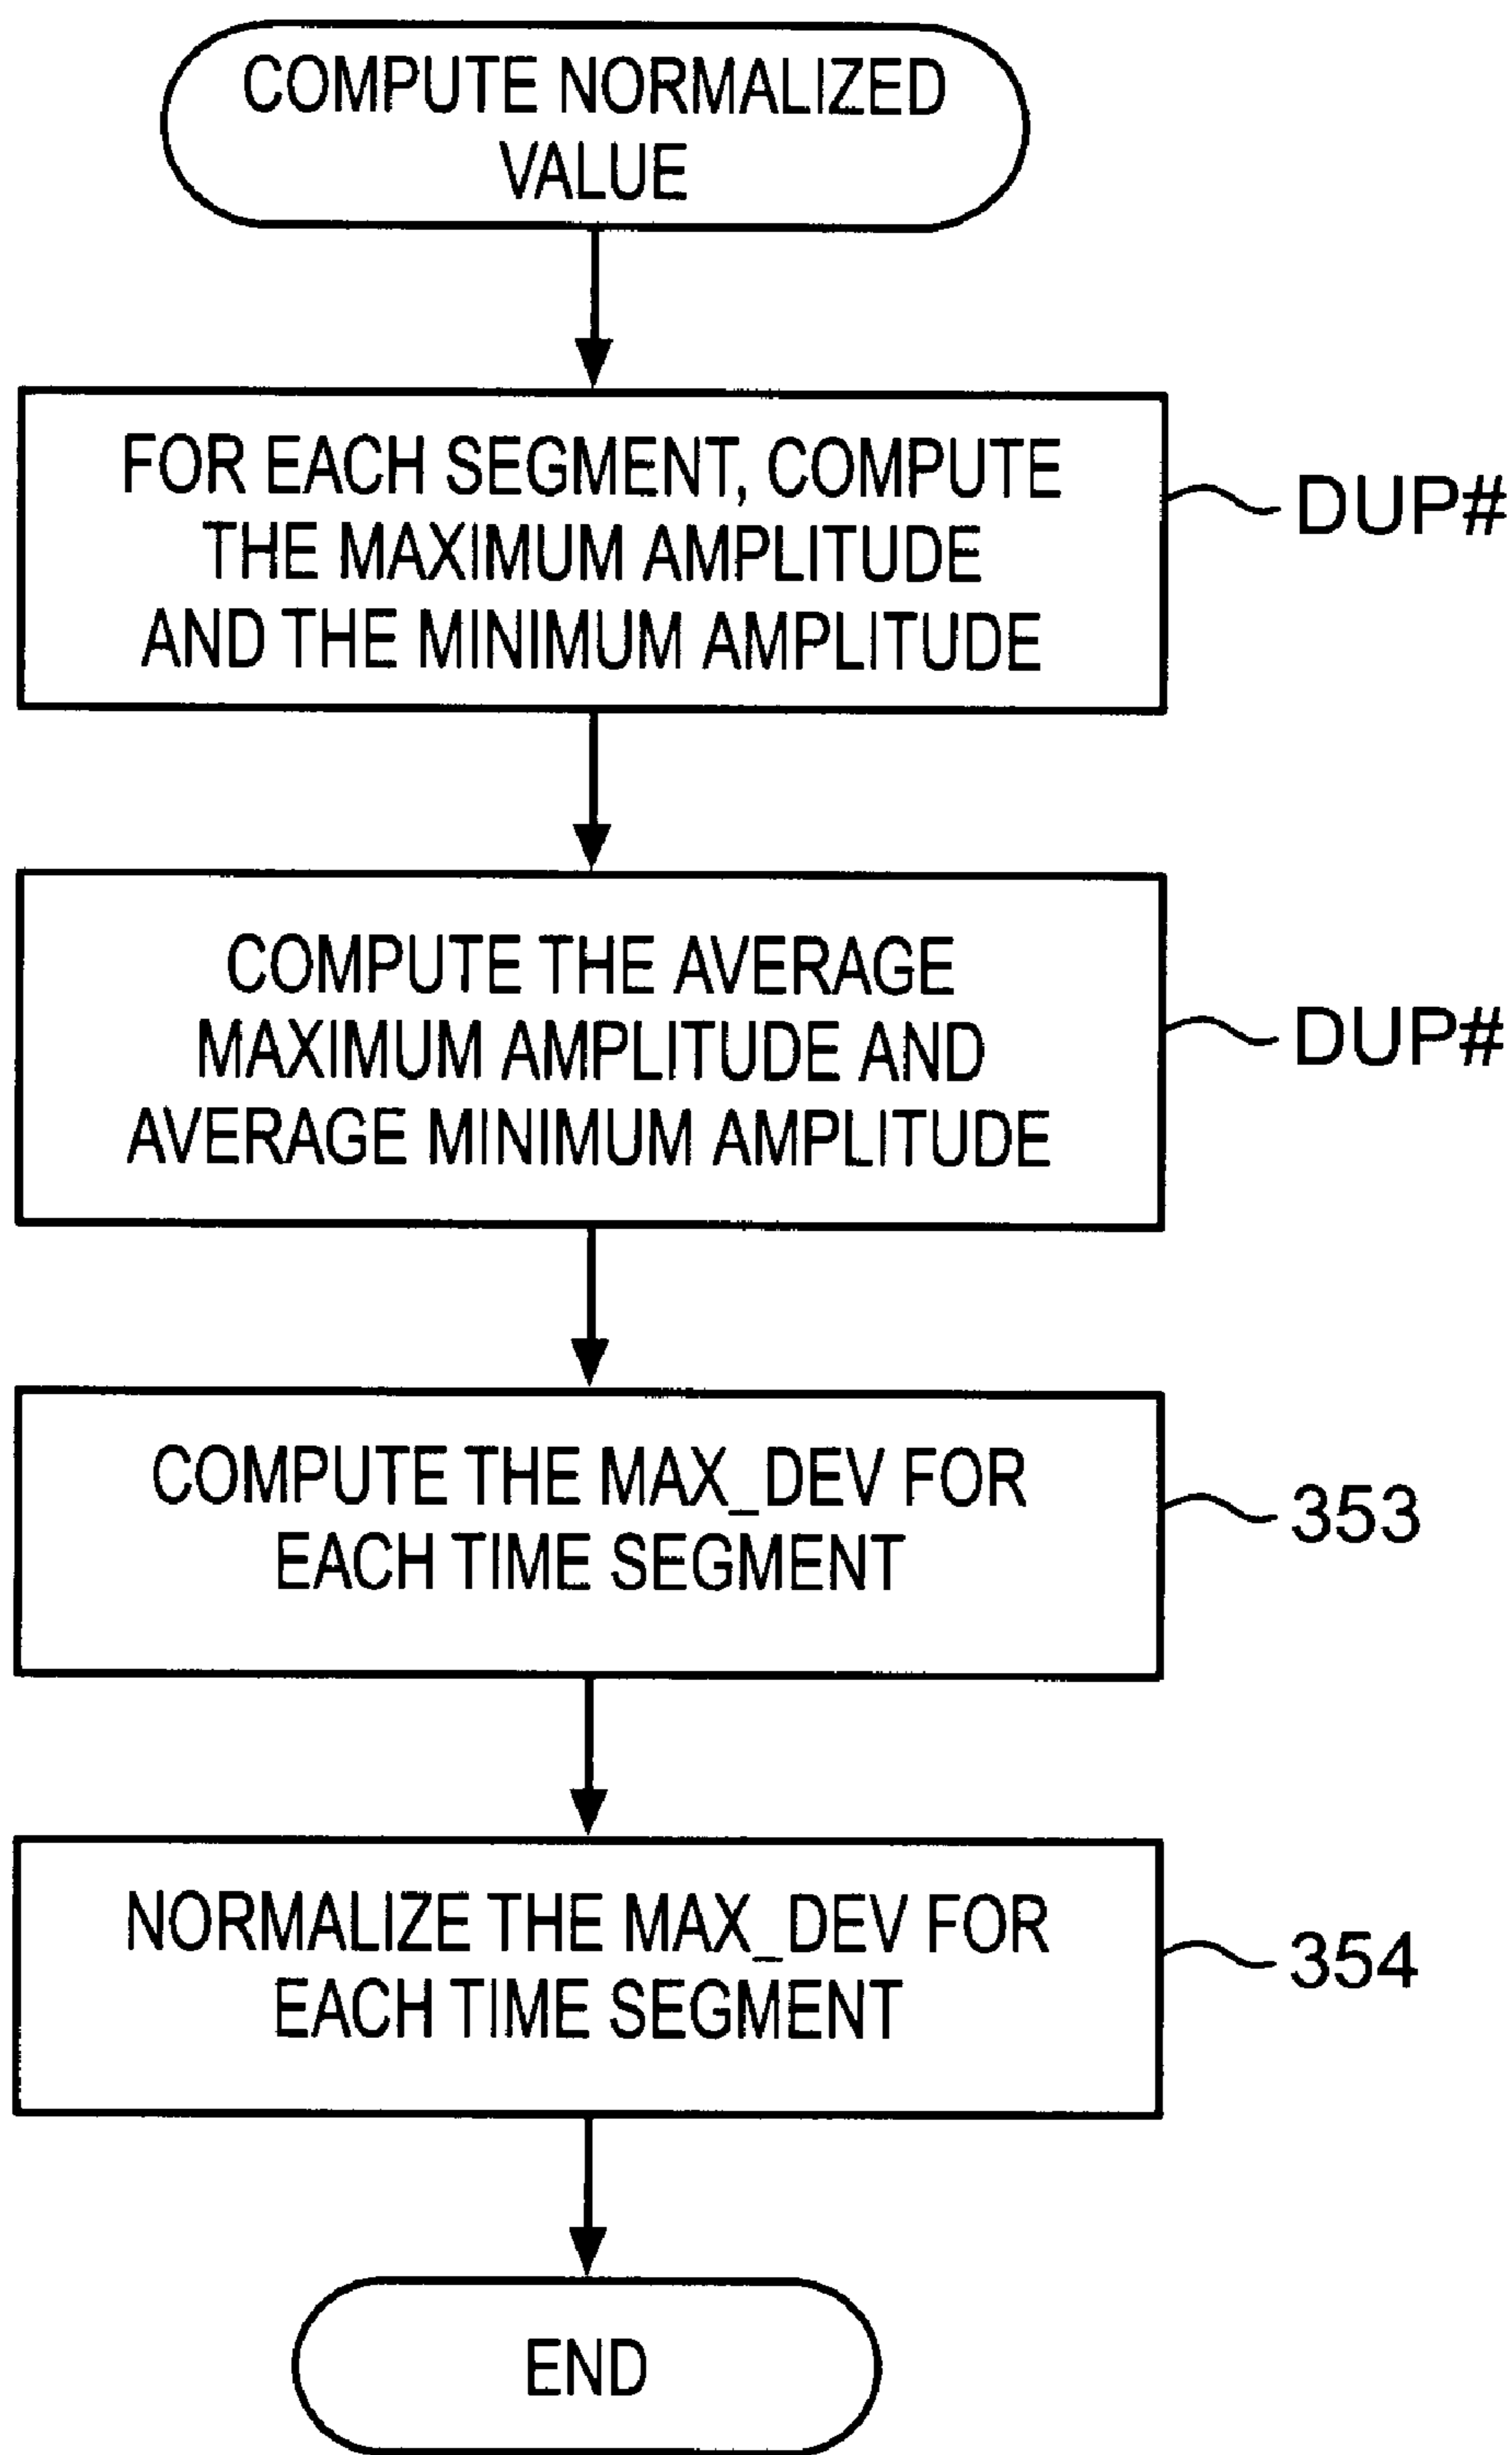 COMPUTE NORMALIZED
VALUE
FOR EACH SEGMENT, COMPUTE
THE MAXIMUM AMPLITUDE
AND THE MINIMUM AMPLITUDE
DUP#
COMPUTE THE AVERAGE
MAXIMUM AMPLITUDE AND
AVERAGE MINIMUM AMPLITUDE
DUP#
COMPUTE THE MAX_DEV FOR
EACH TIME SEGMENT
353
NORMALIZE THE MAX_DEV FOR
EACH TIME SEGMENT
354
END